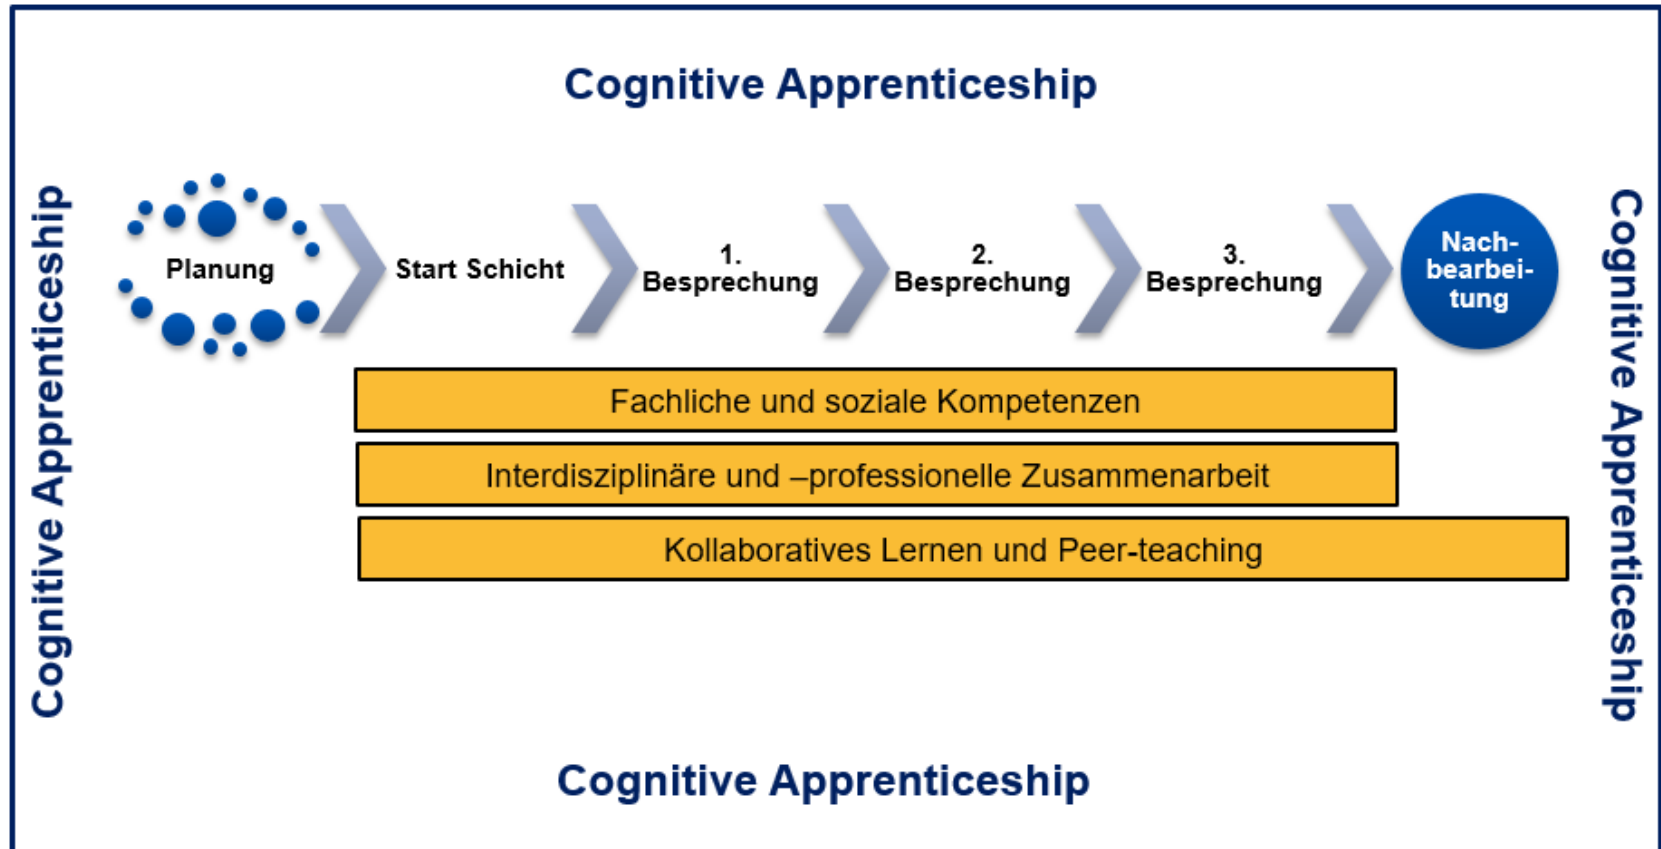 Cognitive Apprenticeship
Cognitive Apprenticeship
Planung
Start Schicht
1.
Besprechung
2.
Besprechung
3.
Besprechung
Nach-
bearbei-
tung
Cognitive Apprenticeship
Fachliche und soziale Kompetenzen
Interdisziplinäre und –professionelle Zusammenarbeit
Kollaboratives Lernen und Peer-teaching
Cognitive Apprenticeship